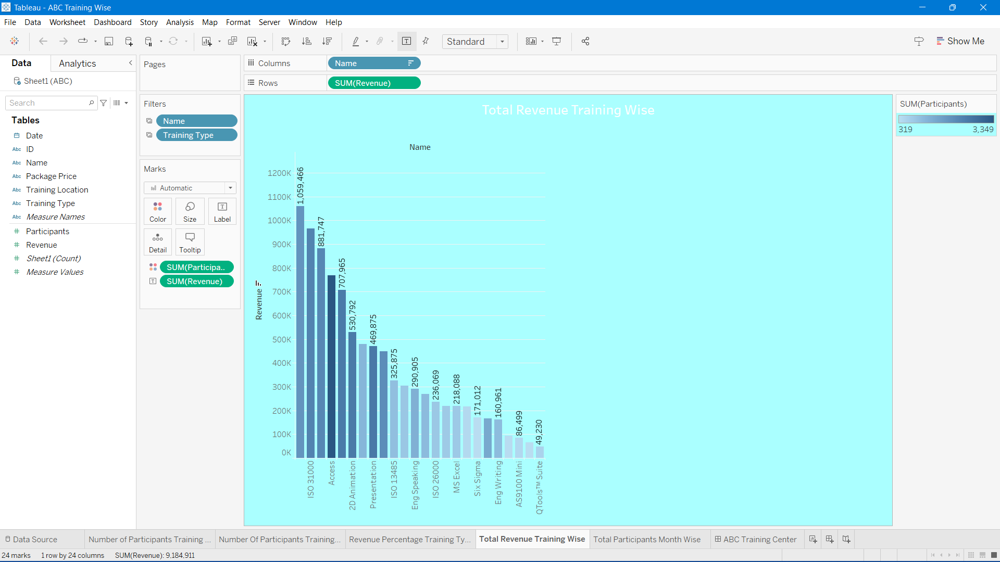 Tableau - ABC Training Wise
File Data Worksheet Dashboard Story Analysis Map Format Server Window Help
Standard
Show Me
Data Analytics
Sheet1 (ABC)
Search
Tables
Date
Abc ID
Abc Name
Abc Package Price
Abc Training Location
Abc Training Type
Abc Measure Names
Participants
Revenue
Sheet1 (Count)
Measure Values
Pages
Filters
Name
Training Type
Marks
Automatic
Color Size Label
Detail Tooltip
SUM(Participa..
SUM(Revenue)
Columns Name
Rows SUM(Revenue)
Total Revenue Training Wise
Name
Revenue
1200K
1100K
1000K
900K
800K
700K
600K
500K
400K
300K
200K
100K
0K
1,059,466
881,747
707,965
530,792
469,875
325,875
290,905
236,069
218,088
171,012
160,961
86,499
49,230
ISO 31000
Access
2D Animation
Presentation
ISO 13485
Eng Speaking
ISO 26000
MS Excel
Six Sigma
Eng Writing
AS9100 Mini
QTools™ Suite
SUM(Participants)
319 3,349
Data Source Number of Participants Training ... Number Of Participants Training... Revenue Percentage Training Ty... Total Revenue Training Wise Total Participants Month Wise ABC Training Center
24 marks 1 row by 24 columns SUM(Revenue): 9,184,911